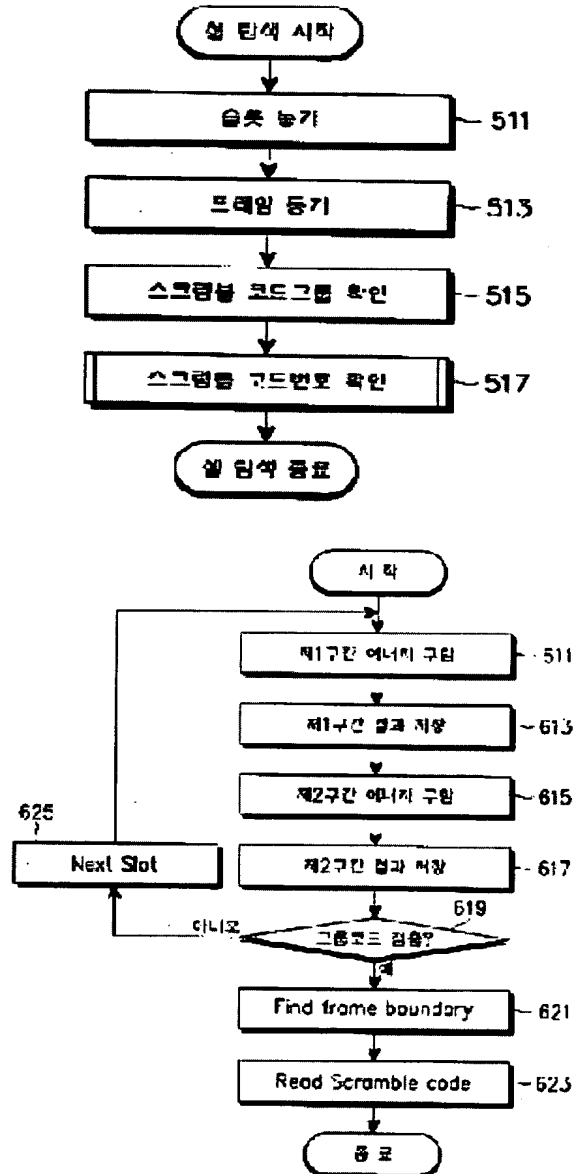 셀 탐색 시작
슬롯 동기
511
프레임 동기
513
스크램블 코드그룹 확인
515
스크램블 코드번호 확인
517
셀 탐색 종료
시 작
제1구간 에너지 구함
511
제1구간 결과 저장
613
제2구간 에너지 구함
615
625
Next Slot
제2구간 결과 저장
617
619
아니오
그룹코드 검출?
예
Find frame boundary
621
Read Scramble code
623
종 료